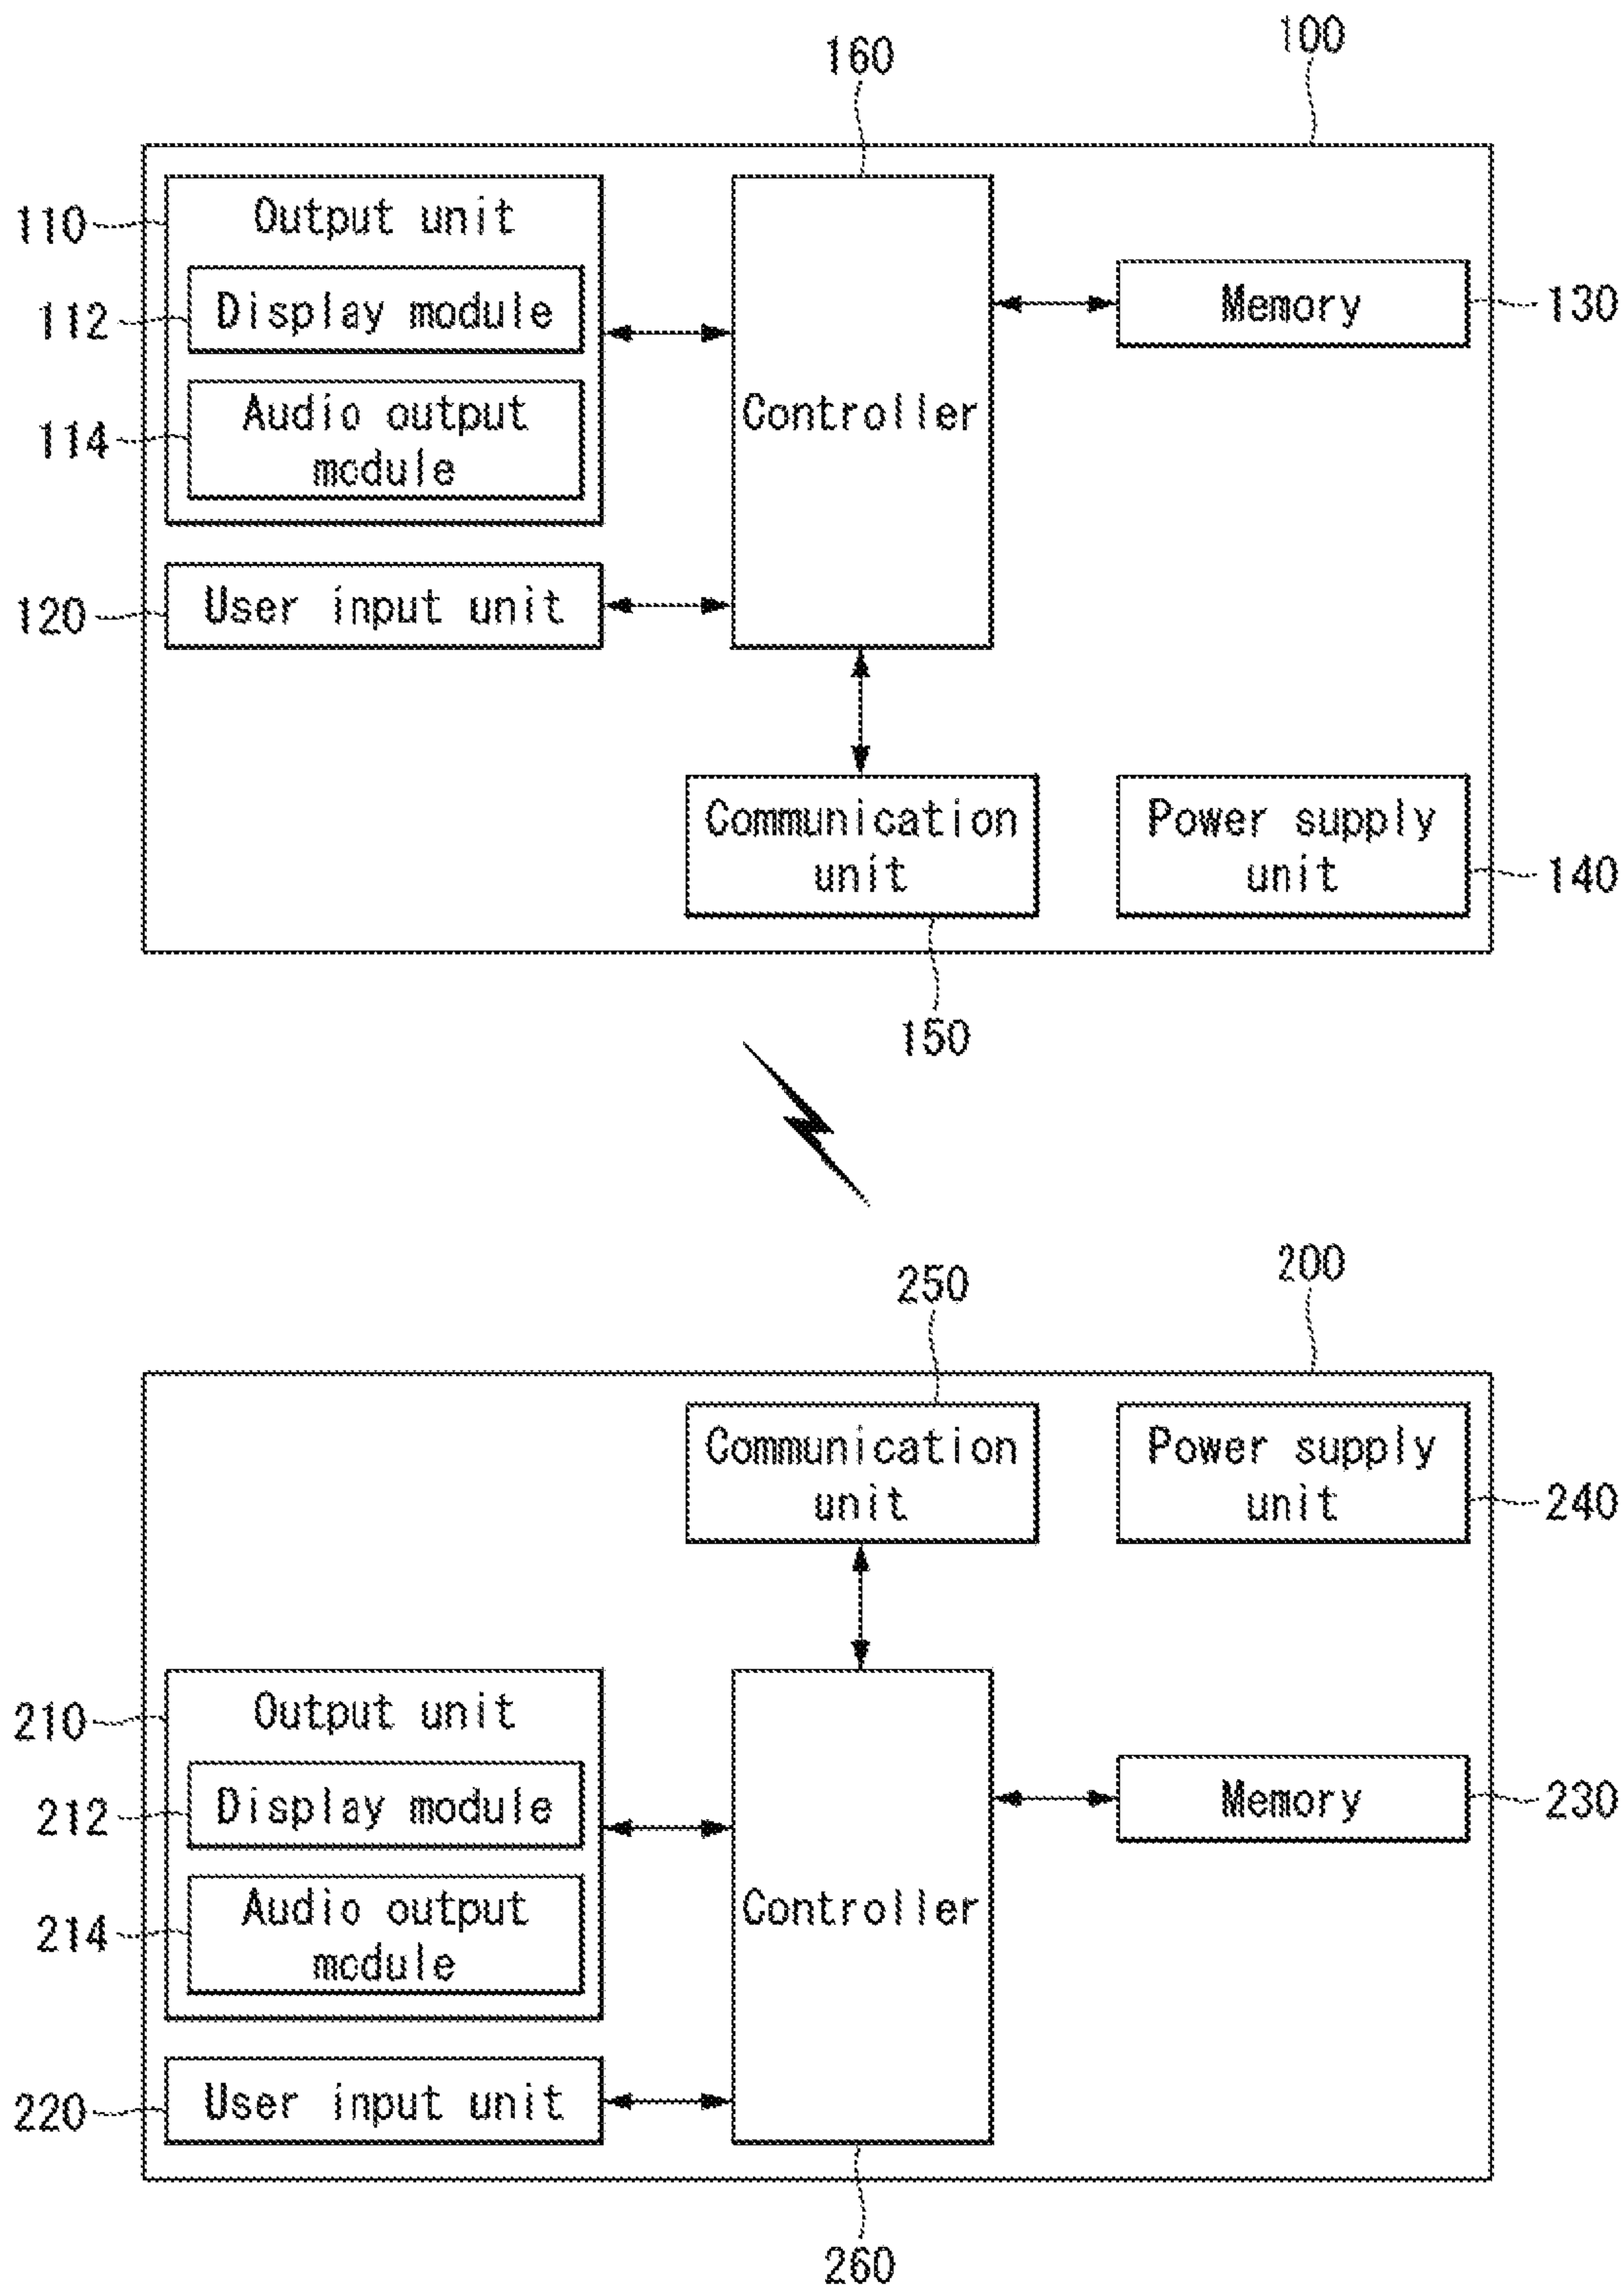 100
160
110
Output unit
112
Display module
130
Memory
114
Audio output
module
Controller
120
User input unit
Communication
unit
Power supply
unit
140
150
200
250
Communication
unit
Power supply
unit
240
210
Output unit
212
Display module
230
Memory
214
Audio output
module
Controller
220
User input unit
260